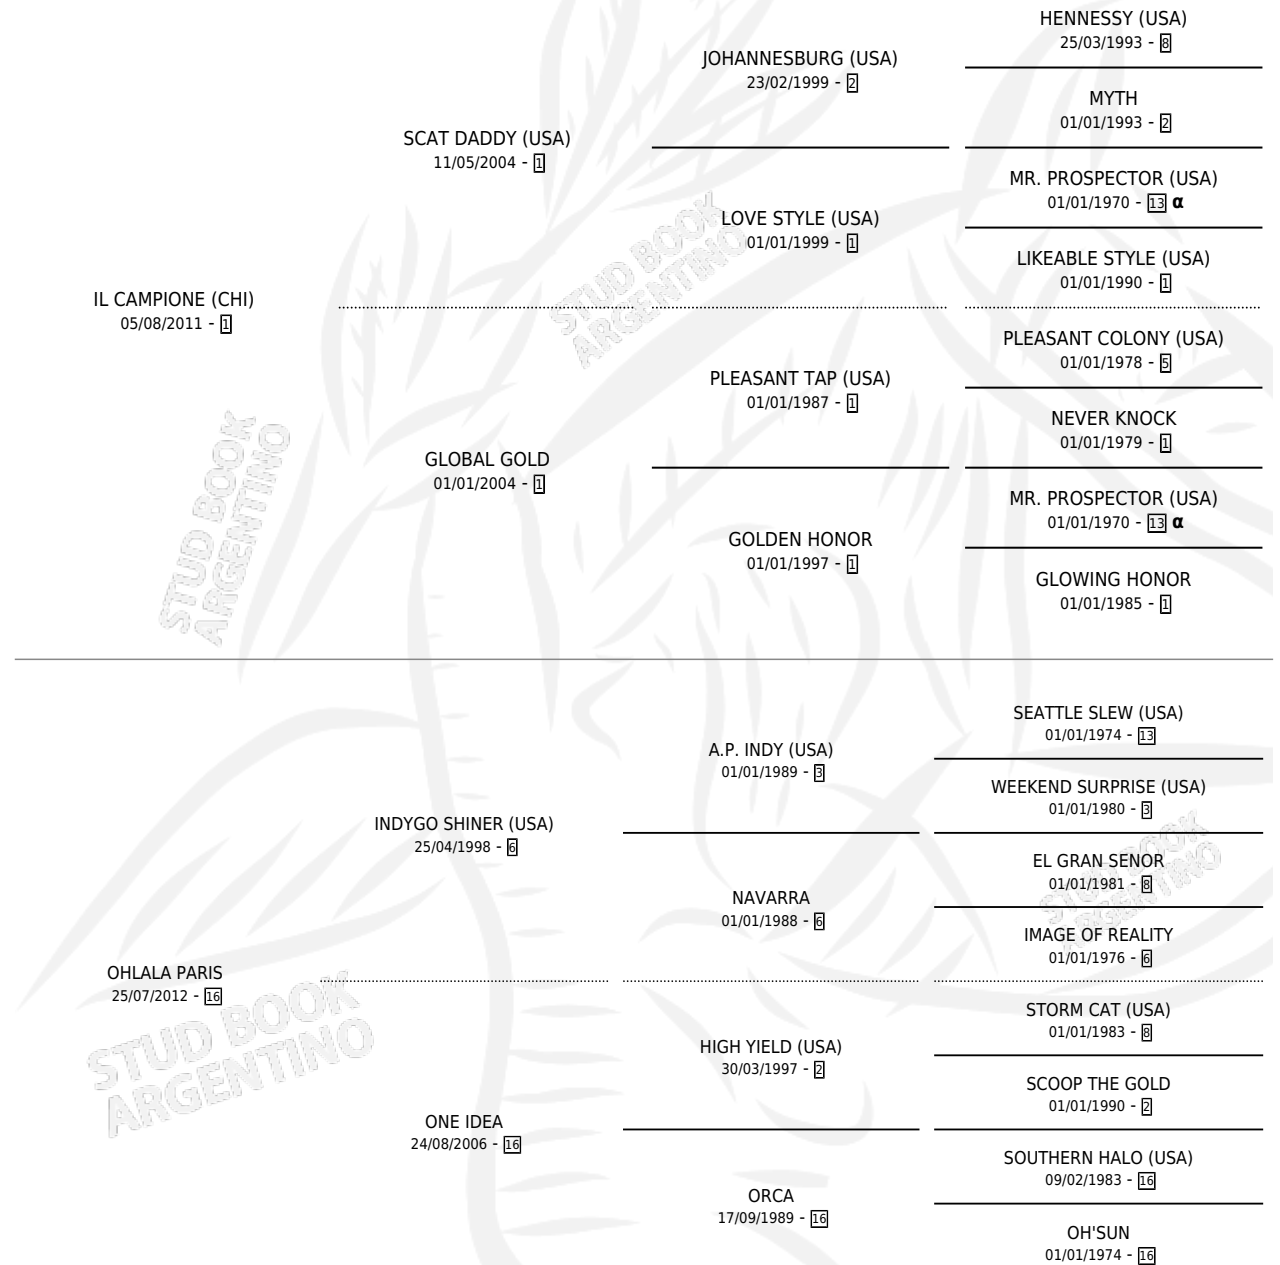 HENNESSY (USA)
25/03/1993 - 8
JOHANNESBURG (USA)
23/02/1999 - 2
MYTH
01/01/1993 - 2
SCAT DADDY (USA)
11/05/2004 - 1
MR. PROSPECTOR (USA)
01/01/1970 - 13 α
LOVE STYLE (USA)
01/01/1999 - 1
LIKEABLE STYLE (USA)
01/01/1990 - 1
IL CAMPIONE (CHI)
05/08/2011 - 1
PLEASANT COLONY (USA)
01/01/1978 - 5
PLEASANT TAP (USA)
01/01/1987 - 1
NEVER KNOCK
01/01/1979 - 1
GLOBAL GOLD
01/01/2004 - 1
MR. PROSPECTOR (USA)
01/01/1970 - 13 α
GOLDEN HONOR
01/01/1997 - 1
GLOWING HONOR
01/01/1985 - 1
SEATTLE SLEW (USA)
01/01/1974 - 13
A.P. INDY (USA)
01/01/1989 - 3
WEEKEND SURPRISE (USA)
01/01/1980 - 3
INDYGO SHINER (USA)
25/04/1998 - 6
EL GRAN SENOR
01/01/1981 - 8
NAVARRA
01/01/1988 - 6
IMAGE OF REALITY
01/01/1976 - 6
OHLALA PARIS
25/07/2012 - 16
STORM CAT (USA)
01/01/1983 - 8
HIGH YIELD (USA)
30/03/1997 - 2
SCOOP THE GOLD
01/01/1990 - 2
ONE IDEA
24/08/2006 - 16
SOUTHERN HALO (USA)
09/02/1983 - 16
ORCA
17/09/1989 - 16
OH'SUN
01/01/1974 - 16
STUD BOOK
ARGENTINO
STUD BOOK
ARGENTINO
STUD BOOK
ARGENTINO
STUD BOOK
ARGENTINO